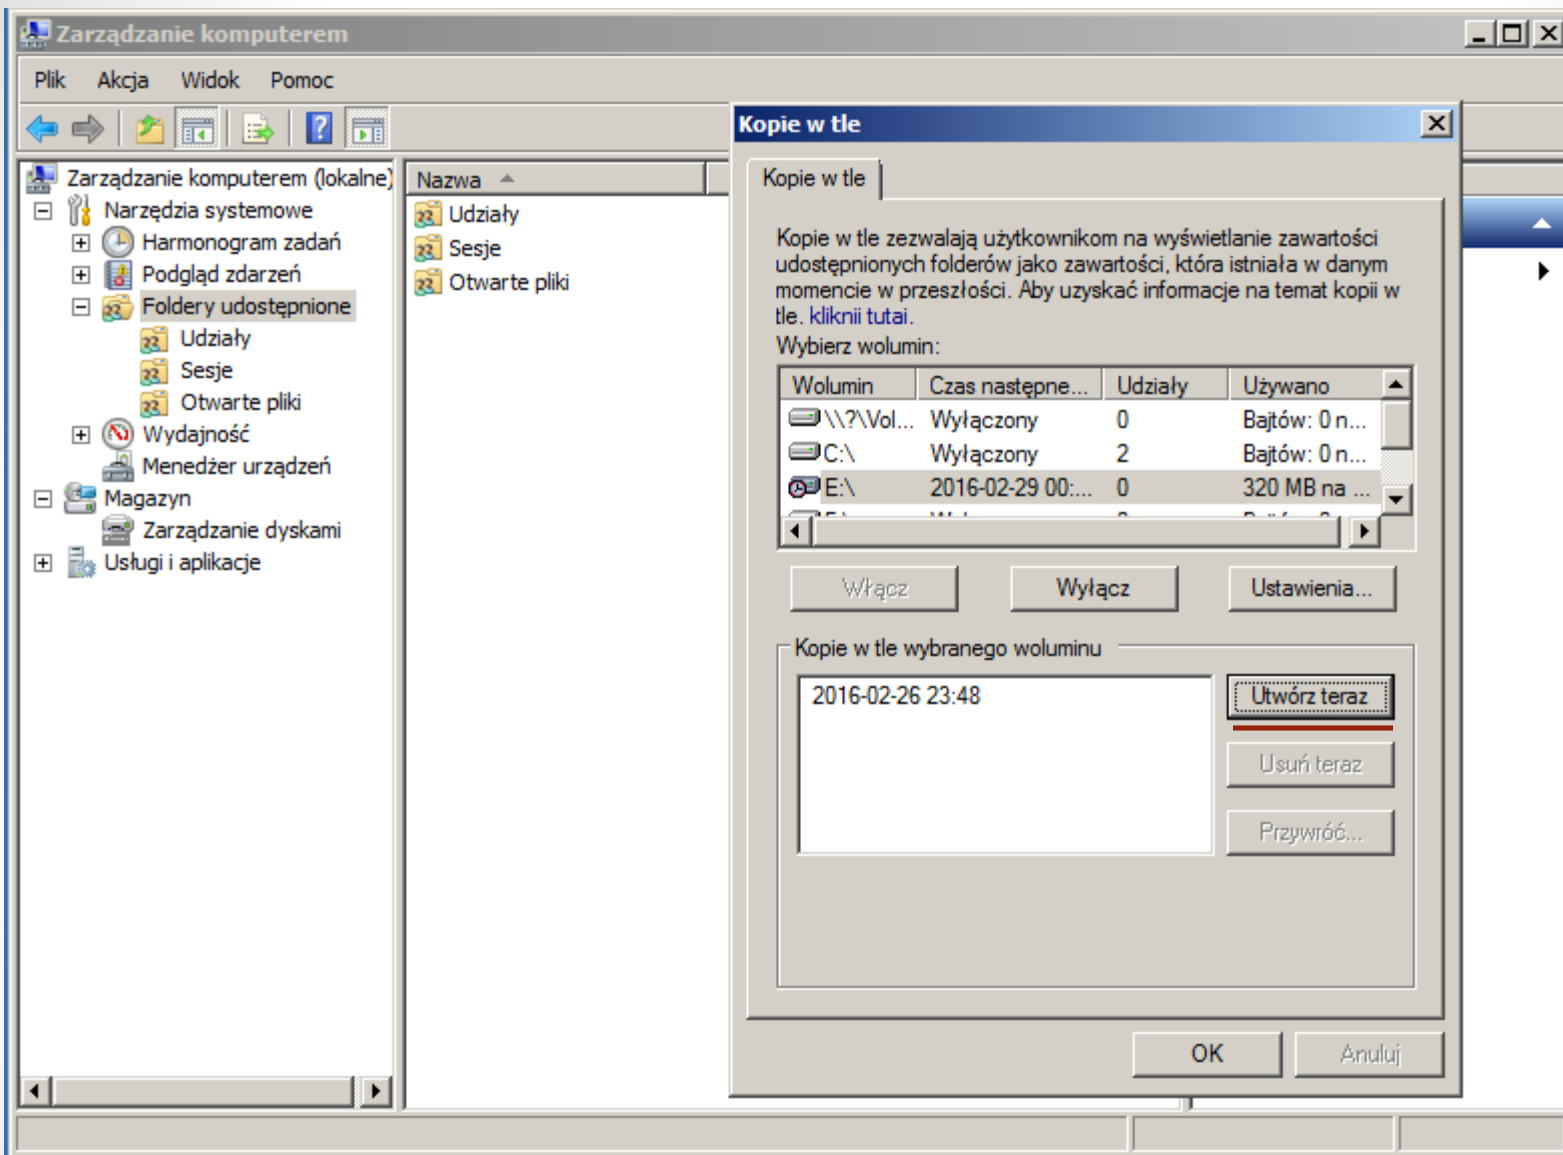 Zarządzanie komputerem
Plik Akcja Widok Pomoc
Zarządzanie komputerem (lokalne)
Narzędzia systemowe
Harmonogram zadań
Podgląd zdarzeń
Foldery udostępnione
Udziały
Sesje
Otwarte pliki
Wydajność
Menedżer urządzeń
Magazyn
Zarządzanie dyskami
Usługi i aplikacje
Nazwa
Udziały
Sesje
Otwarte pliki
Kopie w tle
Kopie w tle
Kopie w tle zezwalają użytkownikom na wyświetlanie zawartości
udostępnionych folderów jako zawartości, która istniała w danym
momencie w przeszłości. Aby uzyskać informacje na temat kopii w
tle. kliknij tutaj.
Wybierz wolumin:
Wolumin Czas następne... Udziały Używano
\\?\Vol... Wyłączony 0 Bajtów: 0 n...
C:\ Wyłączony 2 Bajtów: 0 n...
E:\ 2016-02-29 00:... 0 320 MB na ...
Włącz Wyłącz Ustawienia...
Kopie w tle wybranego woluminu
2016-02-26 23:48
Utwórz teraz
Usuń teraz
Przywróć...
OK Anuluj